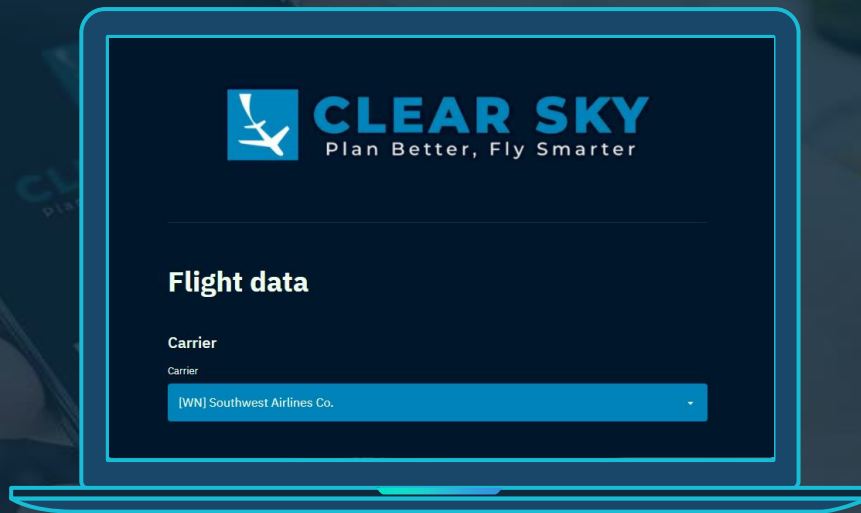 CLEAR SKY
Plan Better, Fly Smarter
Flight data
Carrier
Carrier
[WN] Southwest Airlines Co.